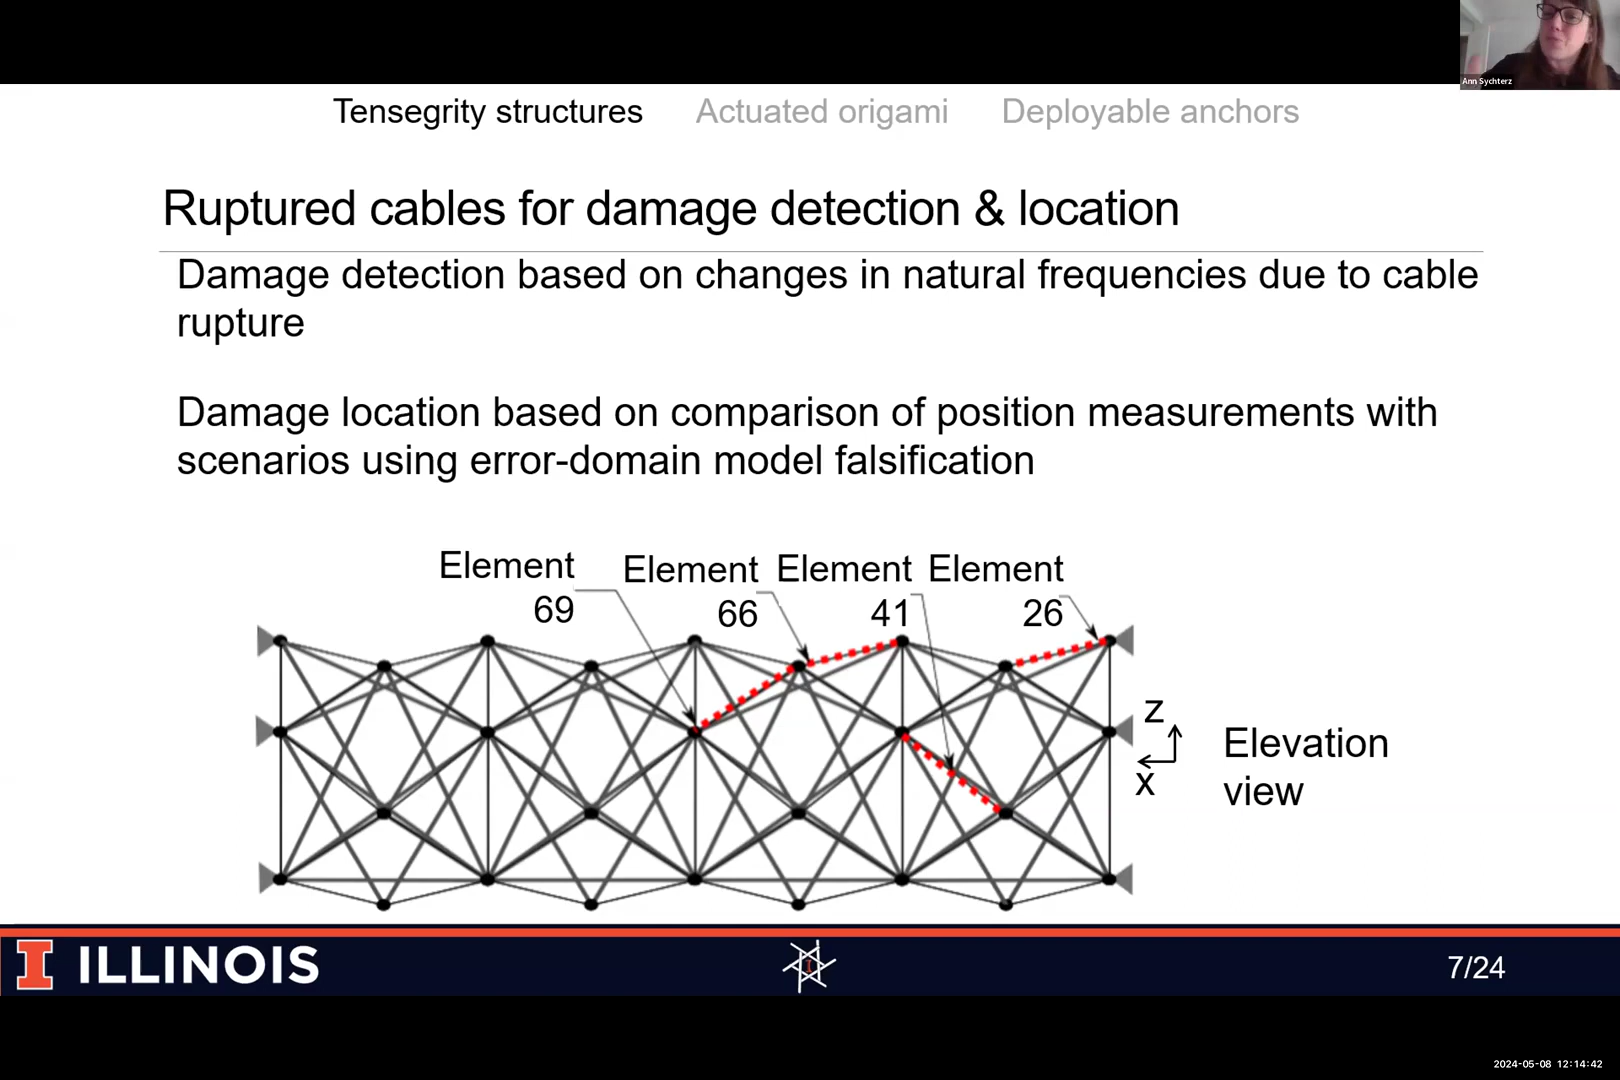 Ann Sychterz
Tensegrity structures Actuated origami Deployable anchors
Ruptured cables for damage detection & location
Damage detection based on changes in natural frequencies due to cable
rupture
Damage location based on comparison of position measurements with
scenarios using error-domain model falsification
Element
69
Element
66
Element
41
Element
26
Z
X
Elevation
view
I ILLINOIS
I
7/24
2024-05-08 12:14:42